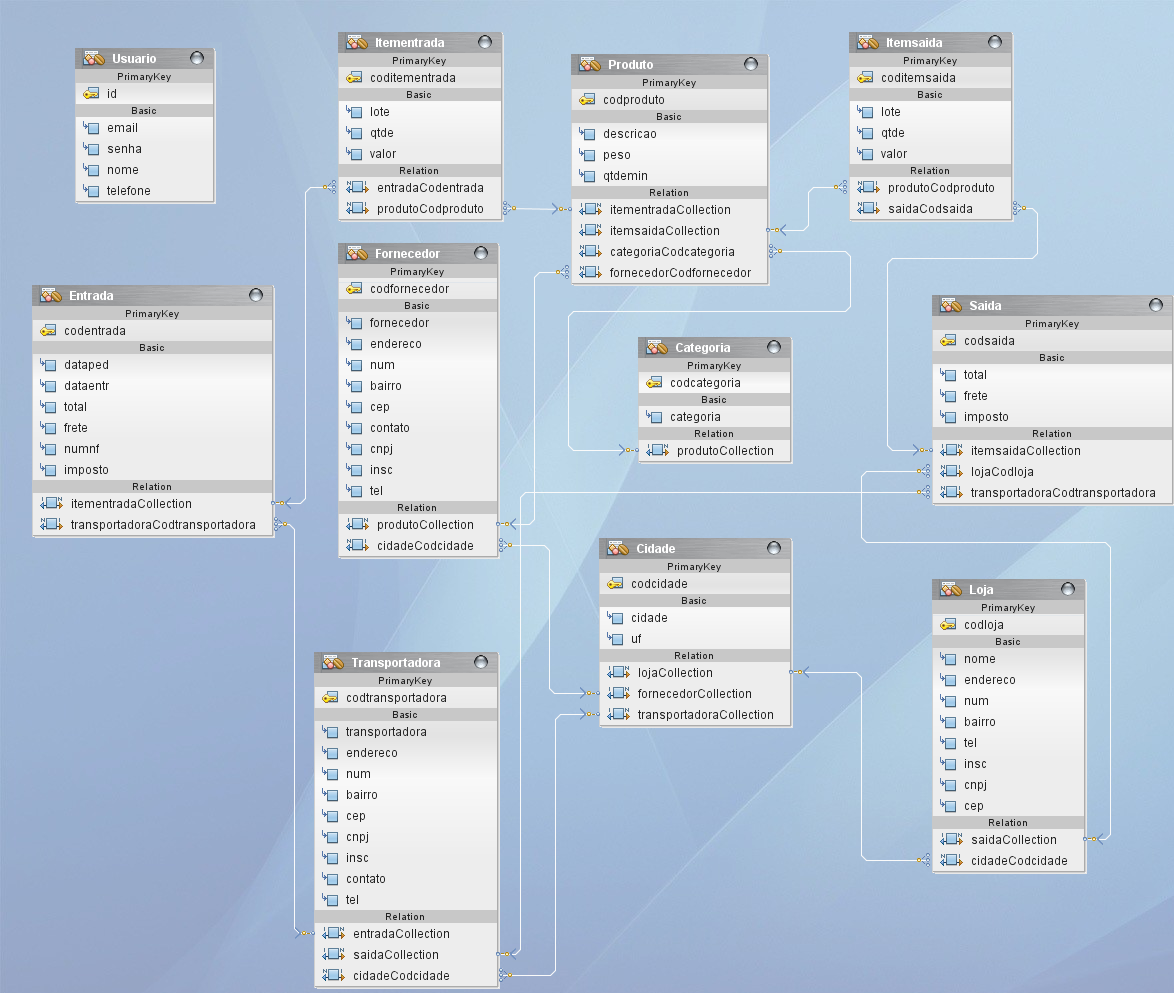 Usuario
PrimaryKey
id
Basic
email
senha
nome
telefone
Itementrada
PrimaryKey
coditementrada
Basic
lote
qtde
valor
Relation
entradaCodentrada
produtoCodproduto
Produto
PrimaryKey
codproduto
Basic
descricao
peso
qtdemin
Relation
itementradaCollection
itemsaidaCollection
categoriaCodcategoria
fornecedorCodfornecedor
Itemsaida
PrimaryKey
coditemsaida
Basic
lote
qtde
valor
Relation
produtoCodproduto
saidaCodsaida
Entrada
PrimaryKey
codentrada
Basic
dataped
dataentr
total
frete
numnf
imposto
Relation
itementradaCollection
transportadoraCodtransportadora
Fornecedor
PrimaryKey
codfornecedor
Basic
fornecedor
endereco
num
bairro
cep
contato
cnpj
insc
tel
Relation
produtoCollection
cidadeCodcidade
Categoria
PrimaryKey
codcategoria
Basic
categoria
Relation
produtoCollection
Saida
PrimaryKey
codsaida
Basic
total
frete
imposto
Relation
itemsaidaCollection
lojaCodloja
transportadoraCodtransportadora
Cidade
PrimaryKey
codcidade
Basic
cidade
uf
Relation
lojaCollection
fornecedorCollection
transportadoraCollection
Loja
PrimaryKey
codloja
Basic
nome
endereco
num
bairro
tel
insc
cnpj
cep
Relation
saidaCollection
cidadeCodcidade
Transportadora
PrimaryKey
codtransportadora
Basic
transportadora
endereco
num
bairro
cep
cnpj
insc
contato
tel
Relation
entradaCollection
saidaCollection
cidadeCodcidade